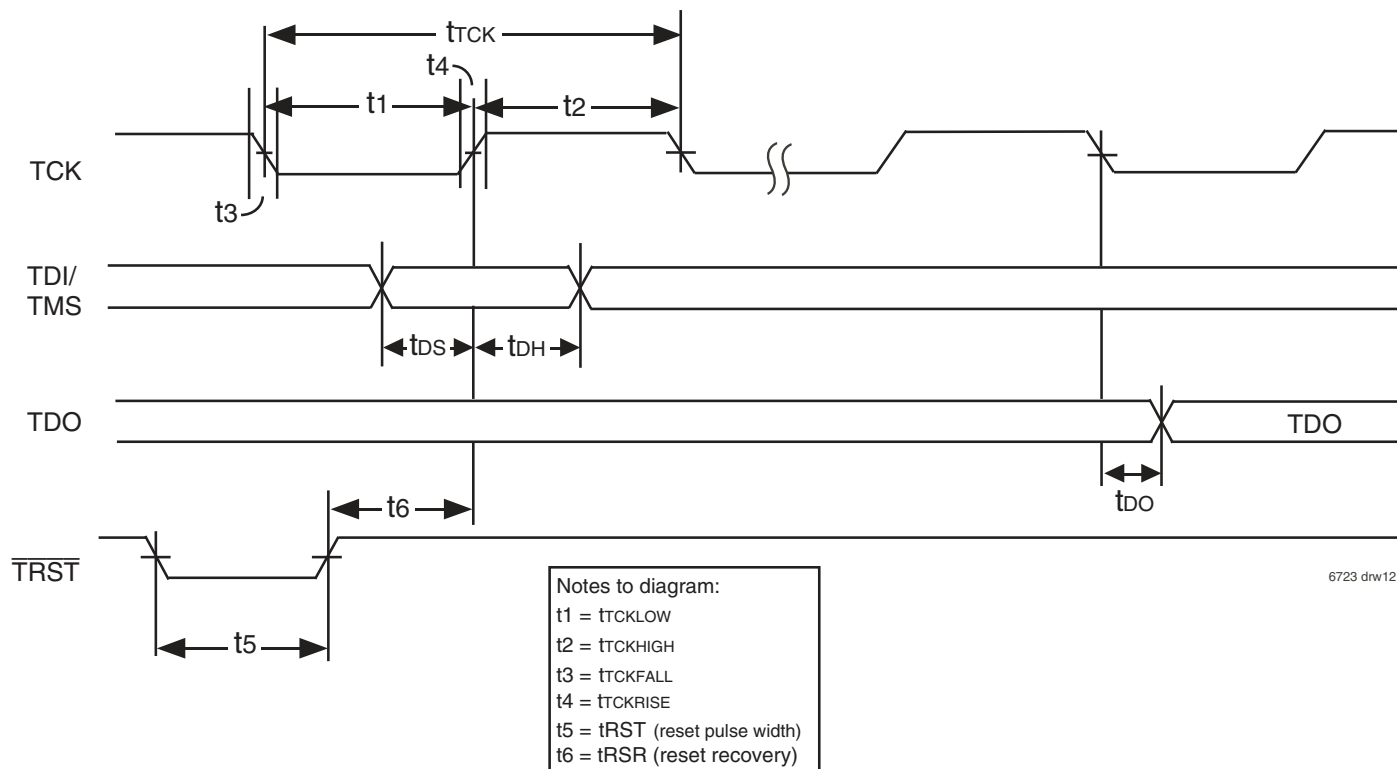 tTCK
t4
t1
t2
TCK
t3
TDI/
TMS
tDS
tDH
TDO
TDO
tDO
t6
TRST
t5
6723 drw12
Notes to diagram:
t1 = tTCKLOW
t2 = tTCKHIGH
t3 = tTCKFALL
t4 = tTCKRISE
t5 = tRST (reset pulse width)
t6 = tRSR (reset recovery)